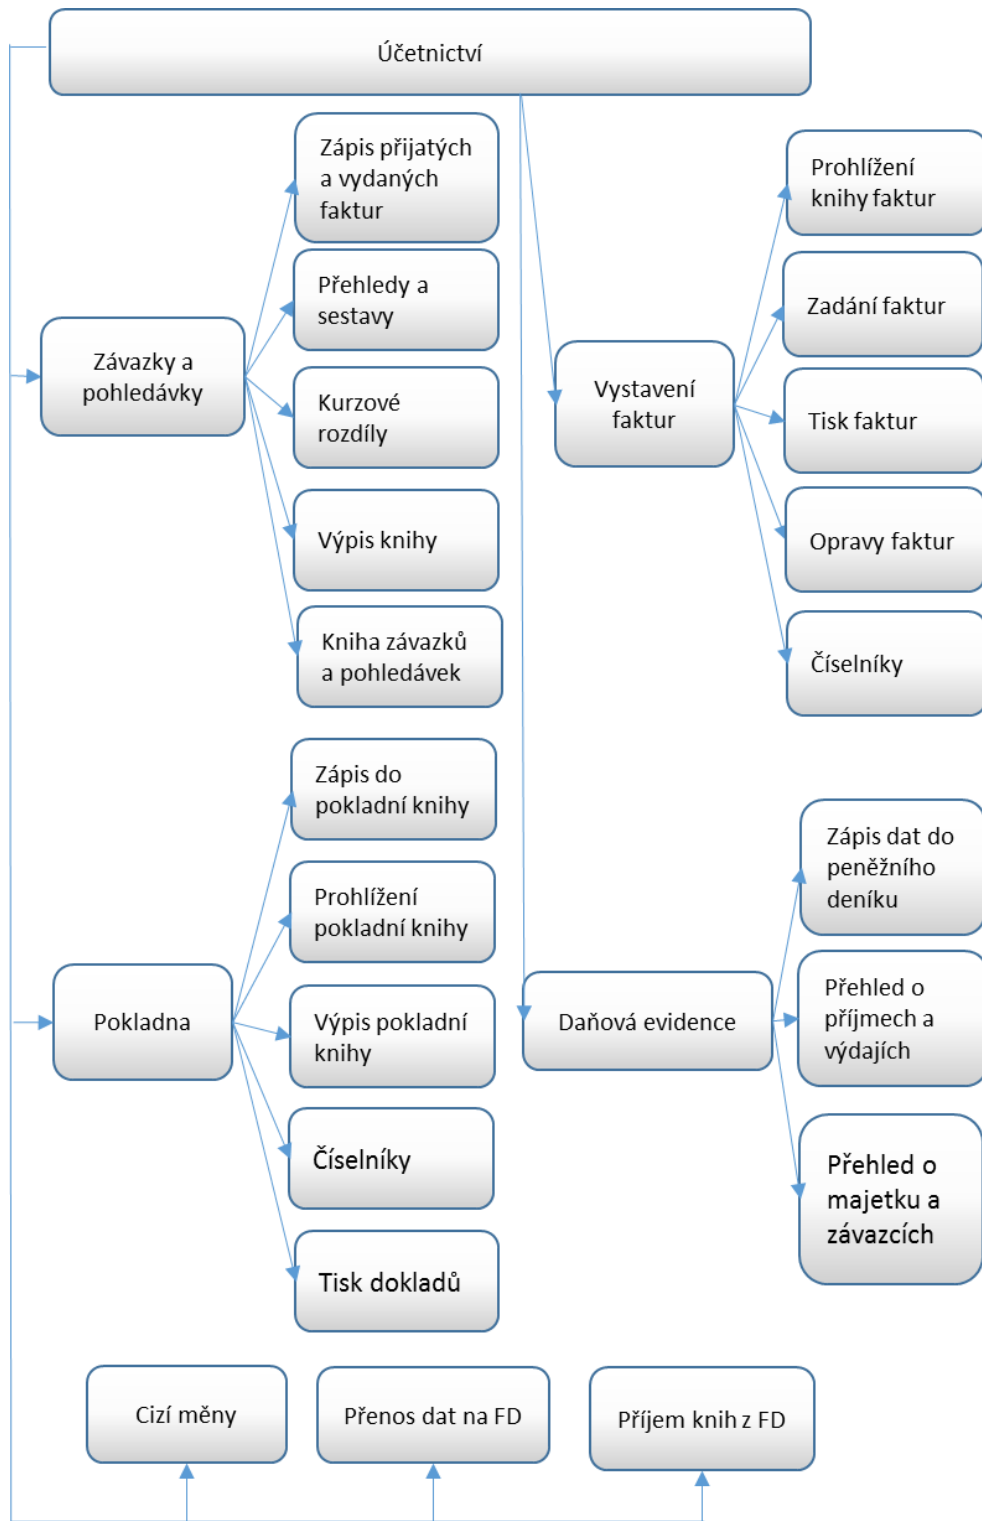 Účetnictví
Zápis přijatých
a vydaných
faktur
Přehledy a
sestavy
Závazky a
pohledávky
Kurzové
rozdíly
Výpis knihy
Kniha závazků
a pohledávek
Prohlížení
knihy faktur
Zadání faktur
Vystavení
faktur
Tisk faktur
Opravy faktur
Číselníky
Zápis do
pokladní knihy
Prohlížení
pokladní knihy
Pokladna
Výpis pokladní
knihy
Číselníky
Tisk dokladů
Zápis dat do
peněžního
deníku
Daňová evidence
Přehled o
příjmech a
výdajích
Přehled o
majetku a
závazcích
Cizí měny
Přenos dat na FD
Příjem knih z FD